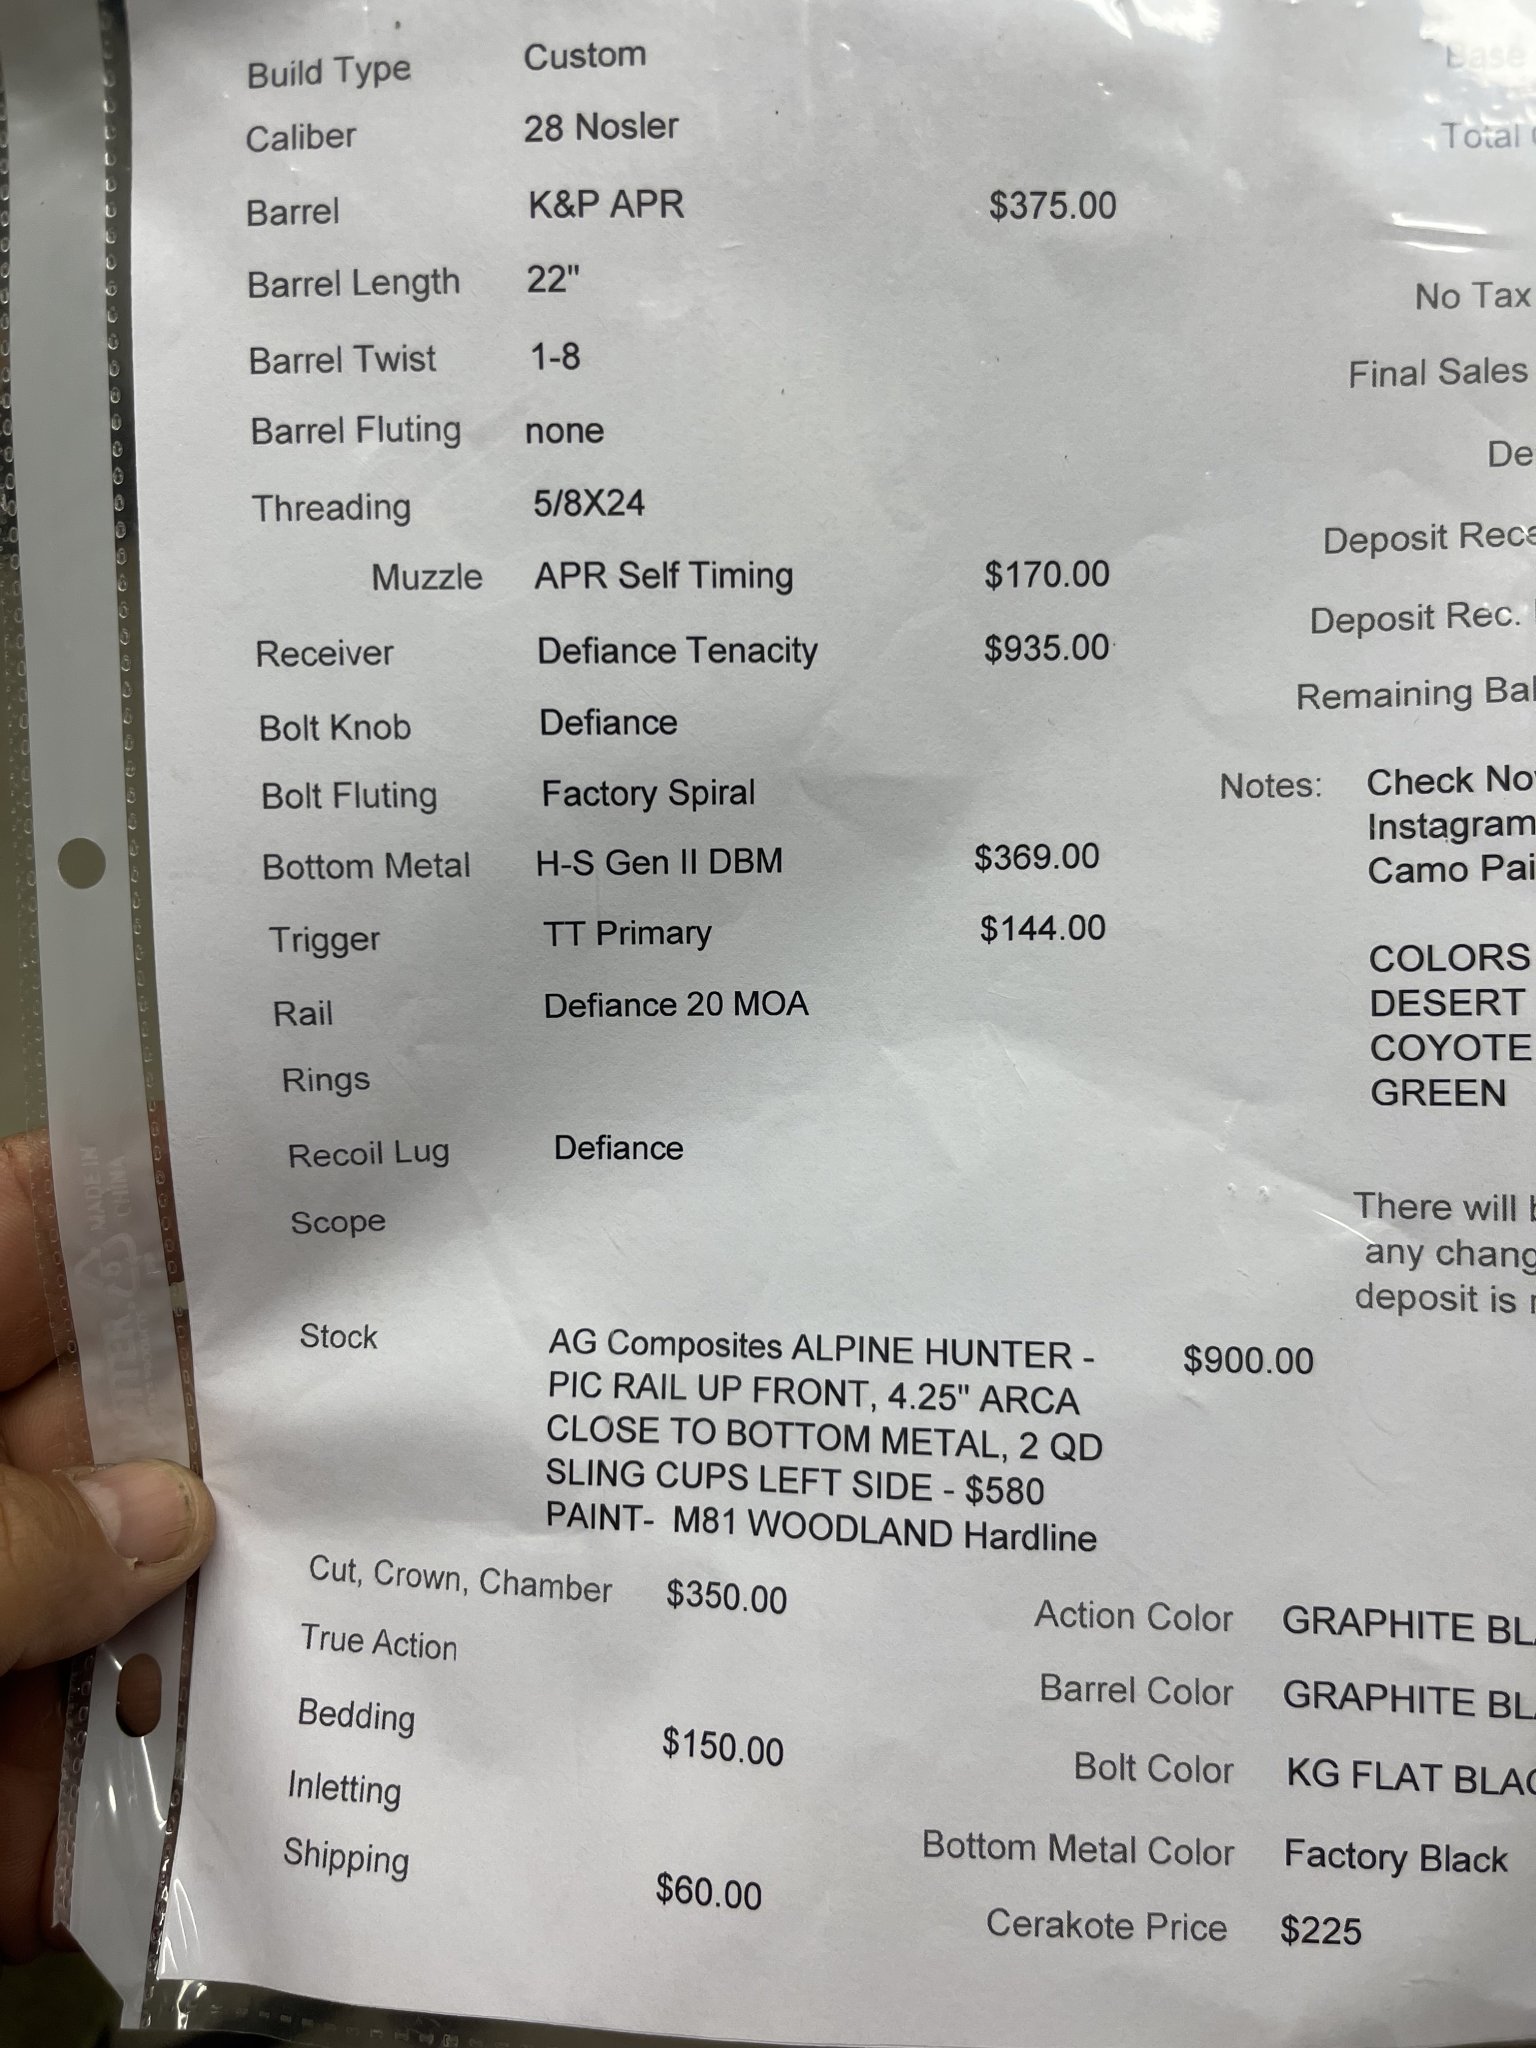 Build Type Custom
Base
Caliber 28 Nosler
Total
Barrel K&P APR $375.00
Barrel Length 22"
No Tax
Barrel Twist 1-8
Final Sales
Barrel Fluting none
De
Threading 5/8X24
Deposit Rece
Muzzle APR Self Timing $170.00
Deposit Rec.
Receiver Defiance Tenacity $935.00
Remaining Bal
Bolt Knob Defiance
Bolt Fluting Factory Spiral
Notes: Check Nov
Instagram
Camo Pai
Bottom Metal H-S Gen II DBM $369.00
Trigger TT Primary $144.00
COLORS
DESERT
COYOTE
GREEN
Rail Defiance 20 MOA
Rings
Recoil Lug Defiance
MADE IN
CHINA
Scope
There will b
any chang
deposit is
Stock AG Composites ALPINE HUNTER - $900.00
PIC RAIL UP FRONT, 4.25" ARCA
CLOSE TO BOTTOM METAL, 2 QD
SLING CUPS LEFT SIDE - $580
PAINT- M81 WOODLAND Hardline
Cut, Crown, Chamber $350.00
True Action
Bedding $150.00
Inletting
Shipping $60.00
Action Color GRAPHITE BLA
Barrel Color GRAPHITE BLA
Bolt Color KG FLAT BLAC
Bottom Metal Color Factory Black
Cerakote Price $225